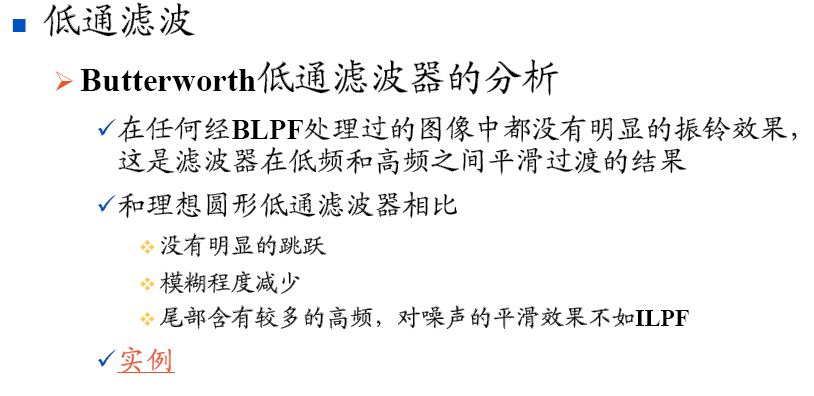 低通滤波
Butterworth低通滤波器的分析
在任何经BLPF处理过的图像中都没有明显的振铃效果，
这是滤波器在低频和高频之间平滑过渡的结果
和理想圆形低通滤波器相比
没有明显的跳跃
模糊程度减少
尾部含有较多的高频，对噪声的平滑效果不如ILPF
实例